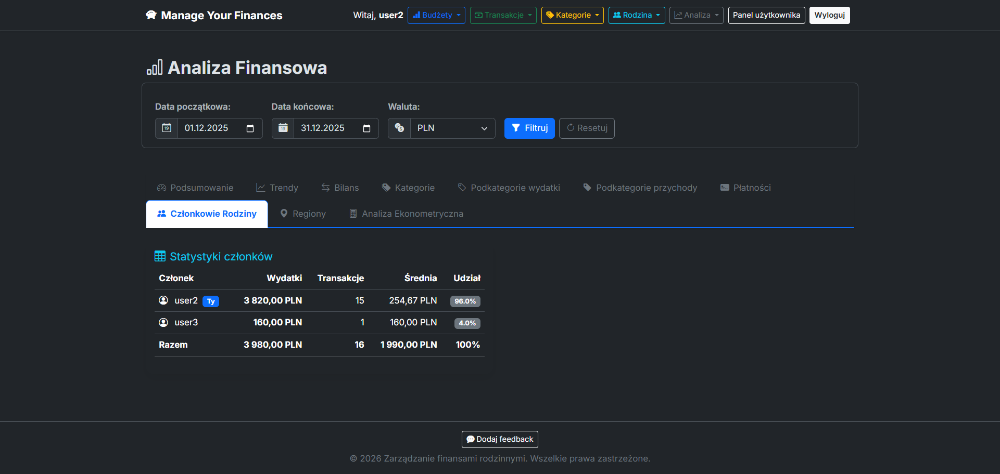 Manage Your Finances
Witaj, user2 Budżety Transakcje Kategorie Rodzina Analiza Panel użytkownika Wyloguj
Analiza Finansowa
Data początkowa: Data końcowa: Waluta:
19 01.12.2025 19 31.12.2025 PLN Filtruj Resetuj
Podsumowanie Trendy Bilans Kategorie Podkategorie wydatki Podkategorie przychody Płatności
Członkowie Rodziny Regiony Analiza Ekonometryczna
Statystyki członków
Członek Wydatki Transakcje Średnia Udział
user2 Ty 3 820,00 PLN 15 254,67 PLN 96.0%
user3 160,00 PLN 1 160,00 PLN 4.0%
Razem 3 980,00 PLN 16 1 990,00 PLN 100%
Dodaj feedback
© 2026 Zarządzanie finansami rodzinnymi. Wszelkie prawa zastrzeżone.